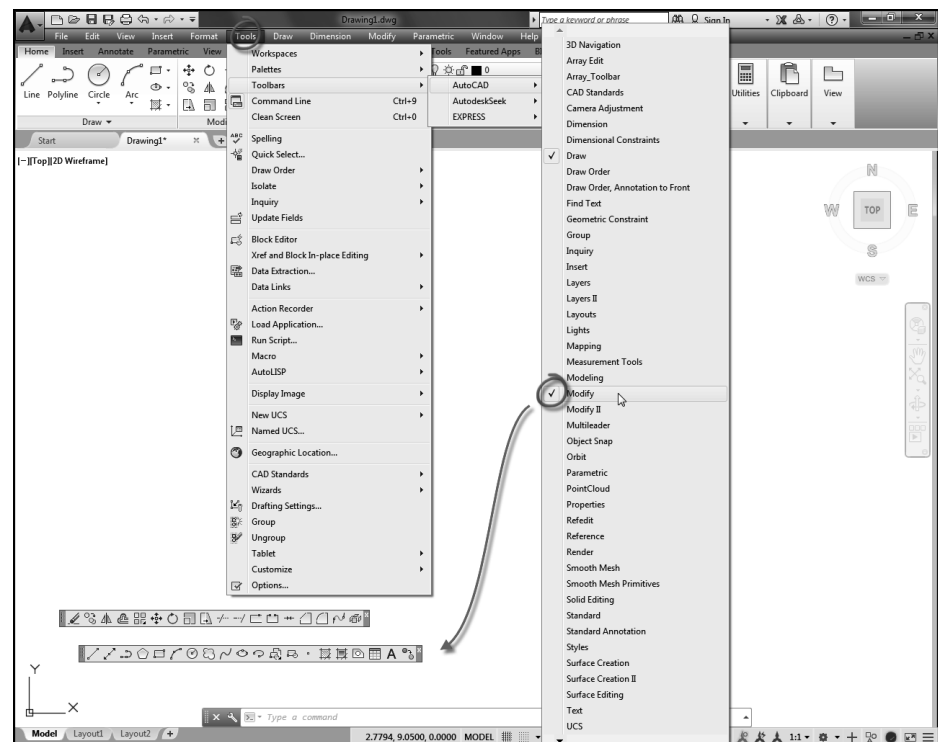 Drawing1.dwg
Type a keyword or phrase
Sign In
File Edit View Insert Format Tools Draw Dimension Modify Parametric Window Help
Home Insert Annotate Parametric View Tools Featured Apps
Line Polyline Circle Arc
Draw
Modi
0
Utilities Clipboard View
Start Drawing1* +
[−][Top][2D Wireframe]
Workspaces
Palettes
Toolbars
Command Line Ctrl+9
Clean Screen Ctrl+0
Spelling
Quick Select...
Draw Order
Isolate
Inquiry
Update Fields
Block Editor
Xref and Block In-place Editing
Data Extraction...
Data Links
Action Recorder
Load Application...
Run Script...
Macro
AutoLISP
Display Image
New UCS
Named UCS...
Geographic Location...
CAD Standards
Wizards
Drafting Settings...
Group
Ungroup
Tablet
Customize
Options...
AutoCAD
AutodeskSeek
EXPRESS
3D Navigation
Array Edit
Array_Toolbar
CAD Standards
Camera Adjustment
Dimension
Dimensional Constraints
Draw
Draw Order
Draw Order, Annotation to Front
Find Text
Geometric Constraint
Group
Inquiry
Insert
Layers
Layers II
Layouts
Lights
Mapping
Measurement Tools
Modeling
Modify
Modify II
Multileader
Object Snap
Orbit
Parametric
PointCloud
Properties
Refedit
Reference
Render
Smooth Mesh
Smooth Mesh Primitives
Solid Editing
Standard
Standard Annotation
Styles
Surface Creation
Surface Creation II
Surface Editing
Text
UCS
N
W TOP E
S
WCS
A
Y
X
Type a command
Model Layout1 Layout2 +
2.7794, 9.0500, 0.0000 MODEL
1:1